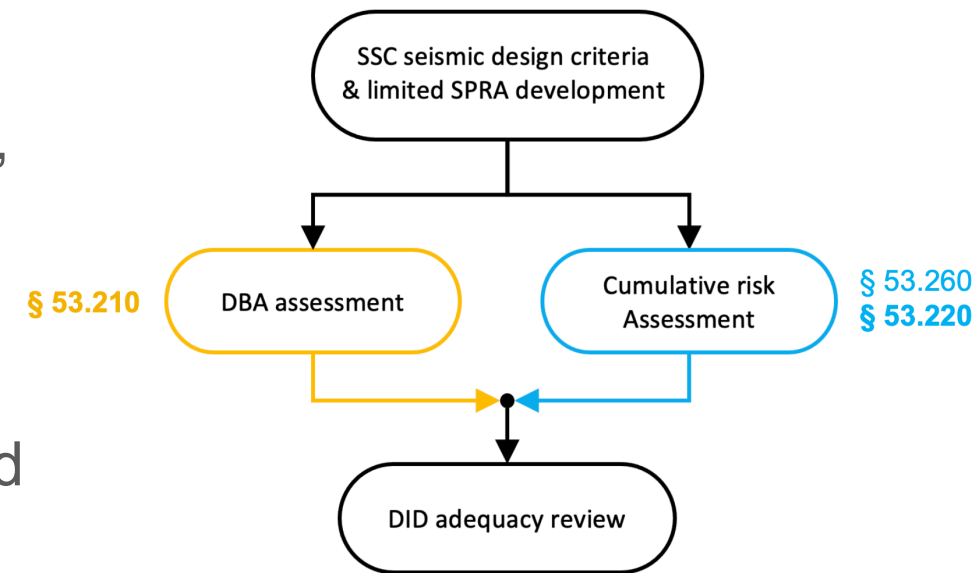 SSC seismic design criteria
& limited SPRA development
,
§ 53.210
DBA assessment
Cumulative risk
Assessment
§ 53.260
§ 53.220
d
DID adequacy review